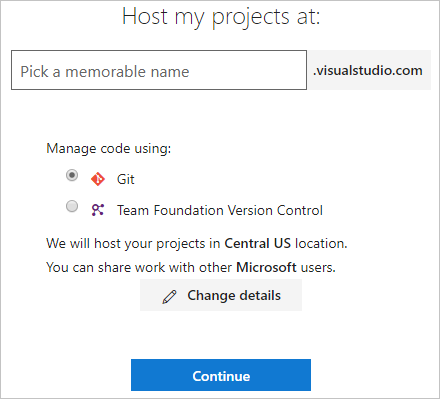 Host my projects at:
Pick a memorable name .visualstudio.com
Manage code using:
Git
Team Foundation Version Control
We will host your projects in Central US location.
You can share work with other Microsoft users.
Change details
Continue